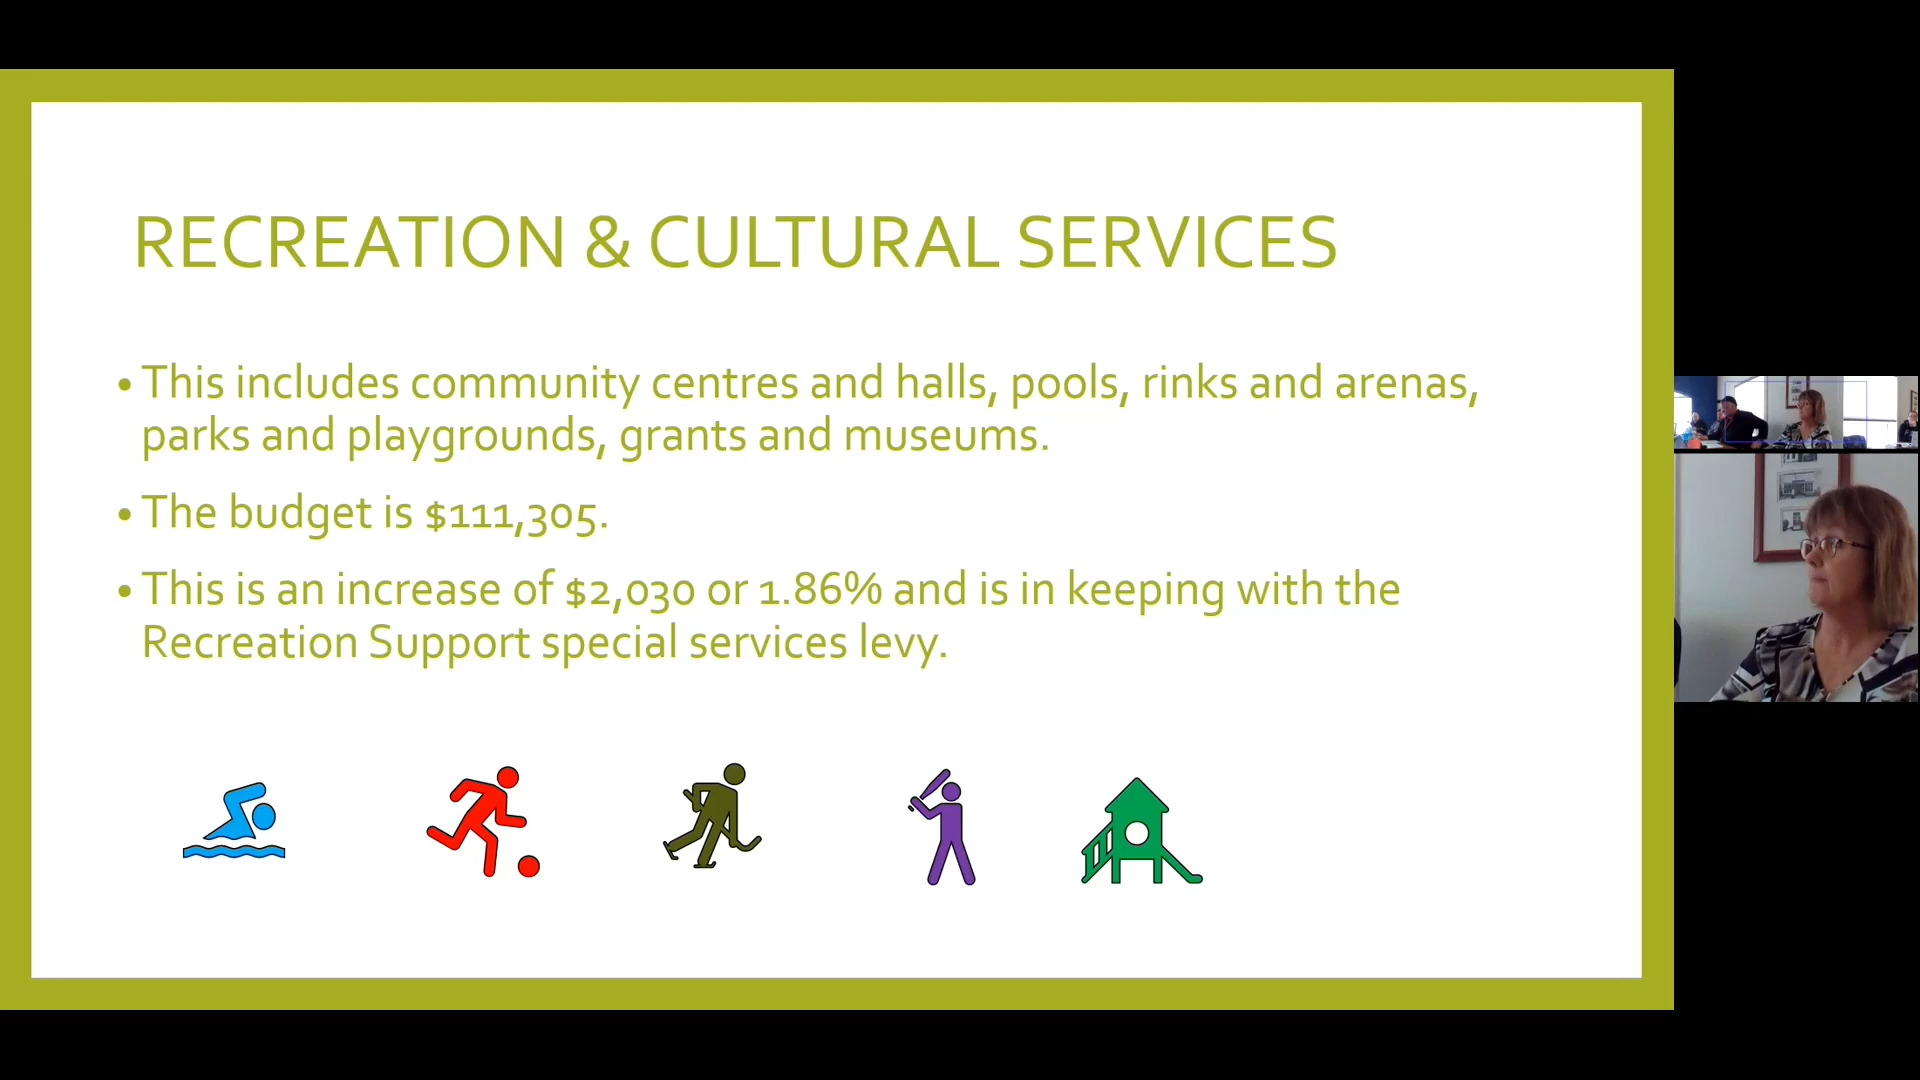 RECREATION & CULTURAL SERVICES
• This includes community centres and halls, pools, rinks and arenas,
parks and playgrounds, grants and museums.
• The budget is $111,305.
• This is an increase of $2,030 or 1.86% and is in keeping with the
Recreation Support special services levy.